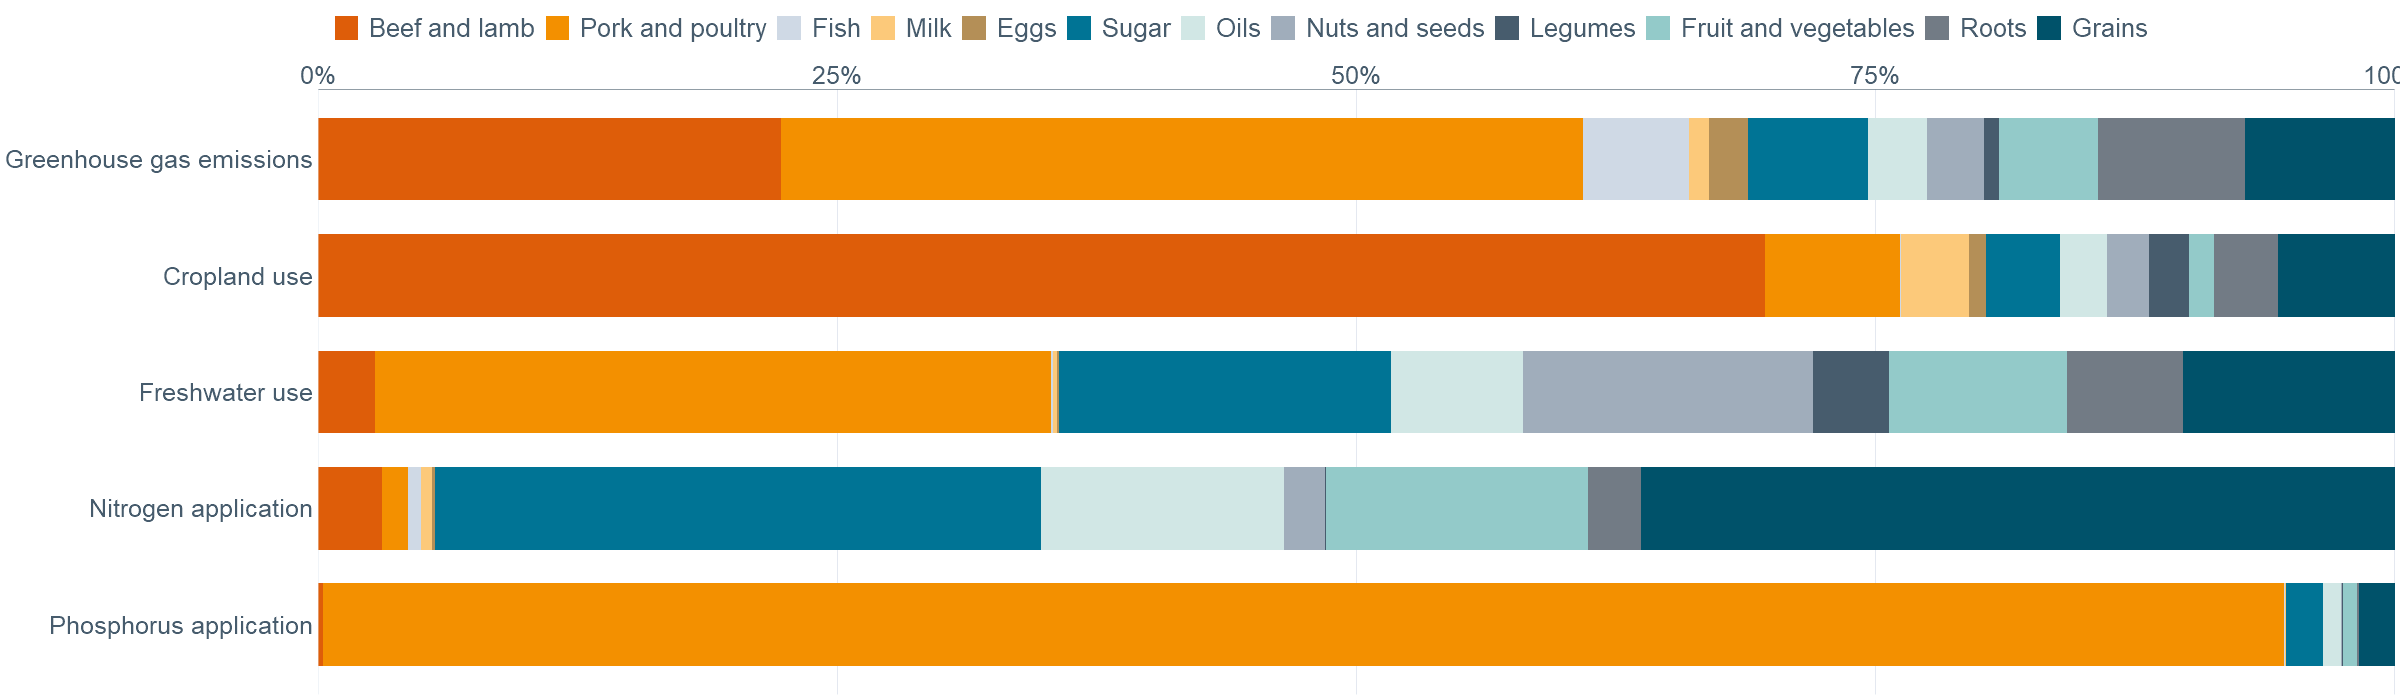 Beef and lamb Pork and poultry Fish Milk Eggs Sugar Oils Nuts and seeds Legumes Fruit and vegetables Roots Grains
0% 25% 50% 75% 100
Greenhouse gas emissions
Cropland use
Freshwater use
Nitrogen application
Phosphorus application